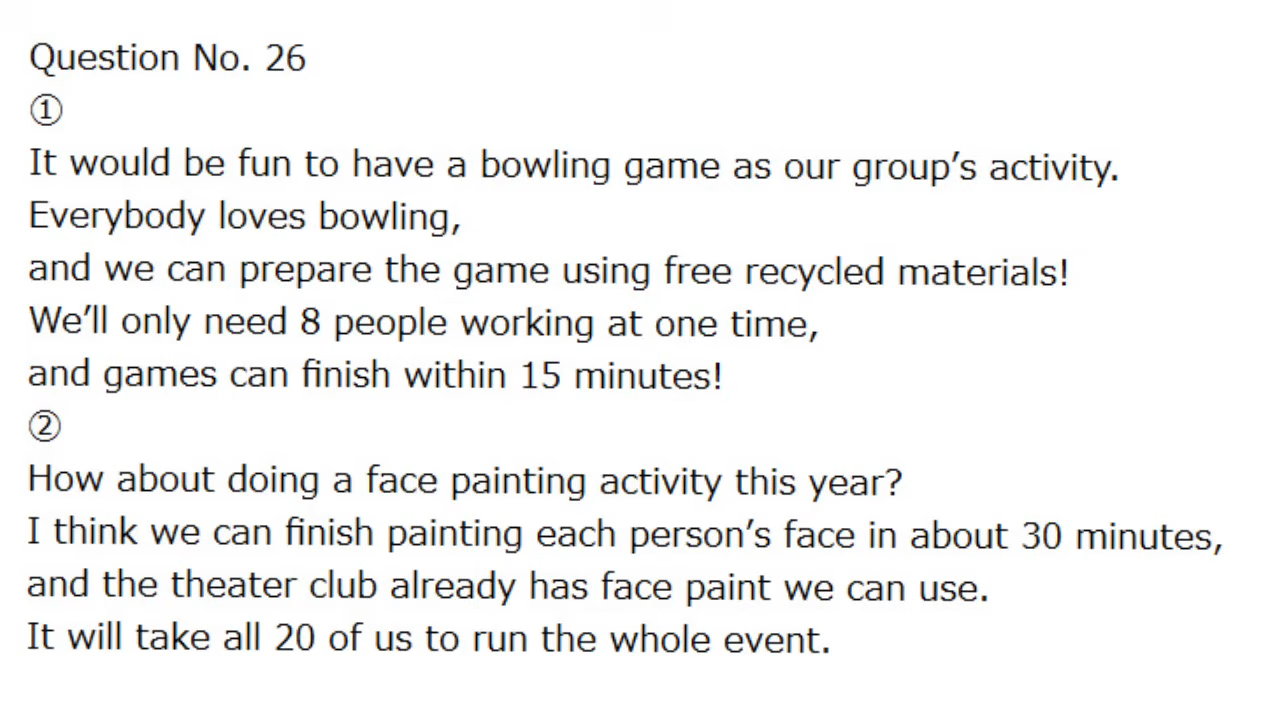 Question No. 26
①
It would be fun to have a bowling game as our group’s activity.
Everybody loves bowling,
and we can prepare the game using free recycled materials!
We’ll only need 8 people working at one time,
and games can finish within 15 minutes!
②
How about doing a face painting activity this year?
I think we can finish painting each person’s face in about 30 minutes,
and the theater club already has face paint we can use.
It will take all 20 of us to run the whole event.